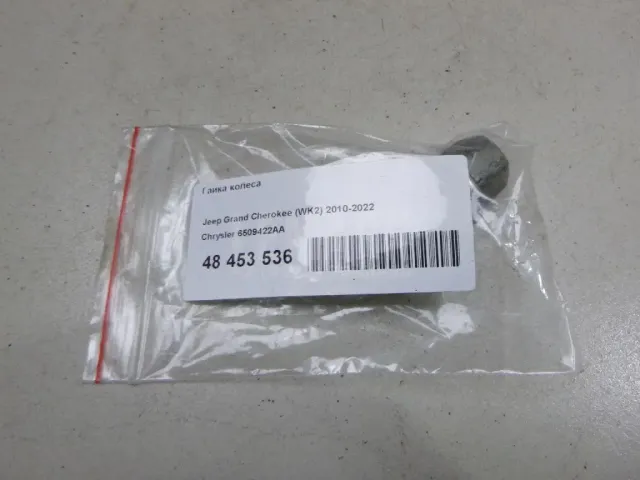 Гайка колеса
Jeep Grand Cherokee (WK2) 2010-2022
Chrysler 6509422AA
48 453 536